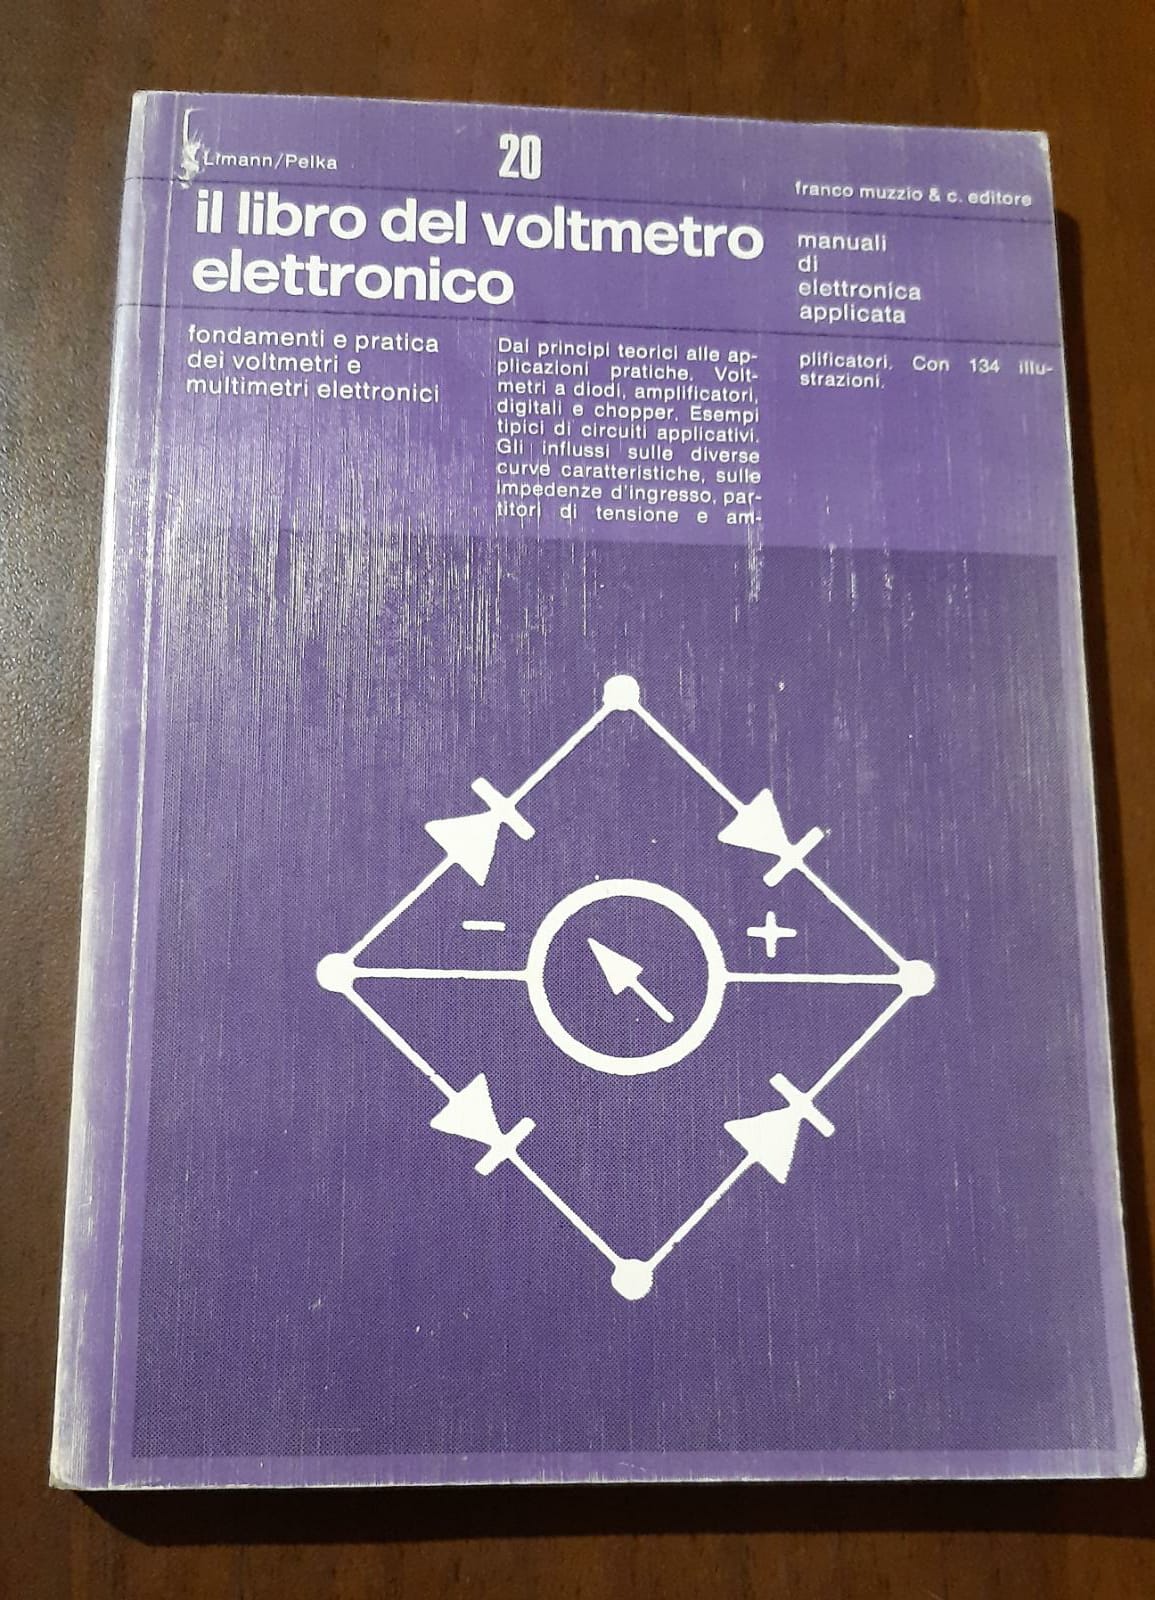 Limann/Pelka
20
franco muzzio & c. editore
il libro del voltmetro
elettronico
manuali
di
elettronica
applicata
fondamenti e pratica
dei voltmetri e
multimetri elettronici
Dai principi teorici alle ap-
plicazioni pratiche. Volt-
metri a diodi, amplificatori,
digitali e chopper. Esempi
tipici di circuiti applicativi.
Gli influssi sulle diverse
curve caratteristiche, sulle
impedenze d'ingresso, par-
titori di tensione e am-
plificatori. Con 134 illu-
strazioni.
− +